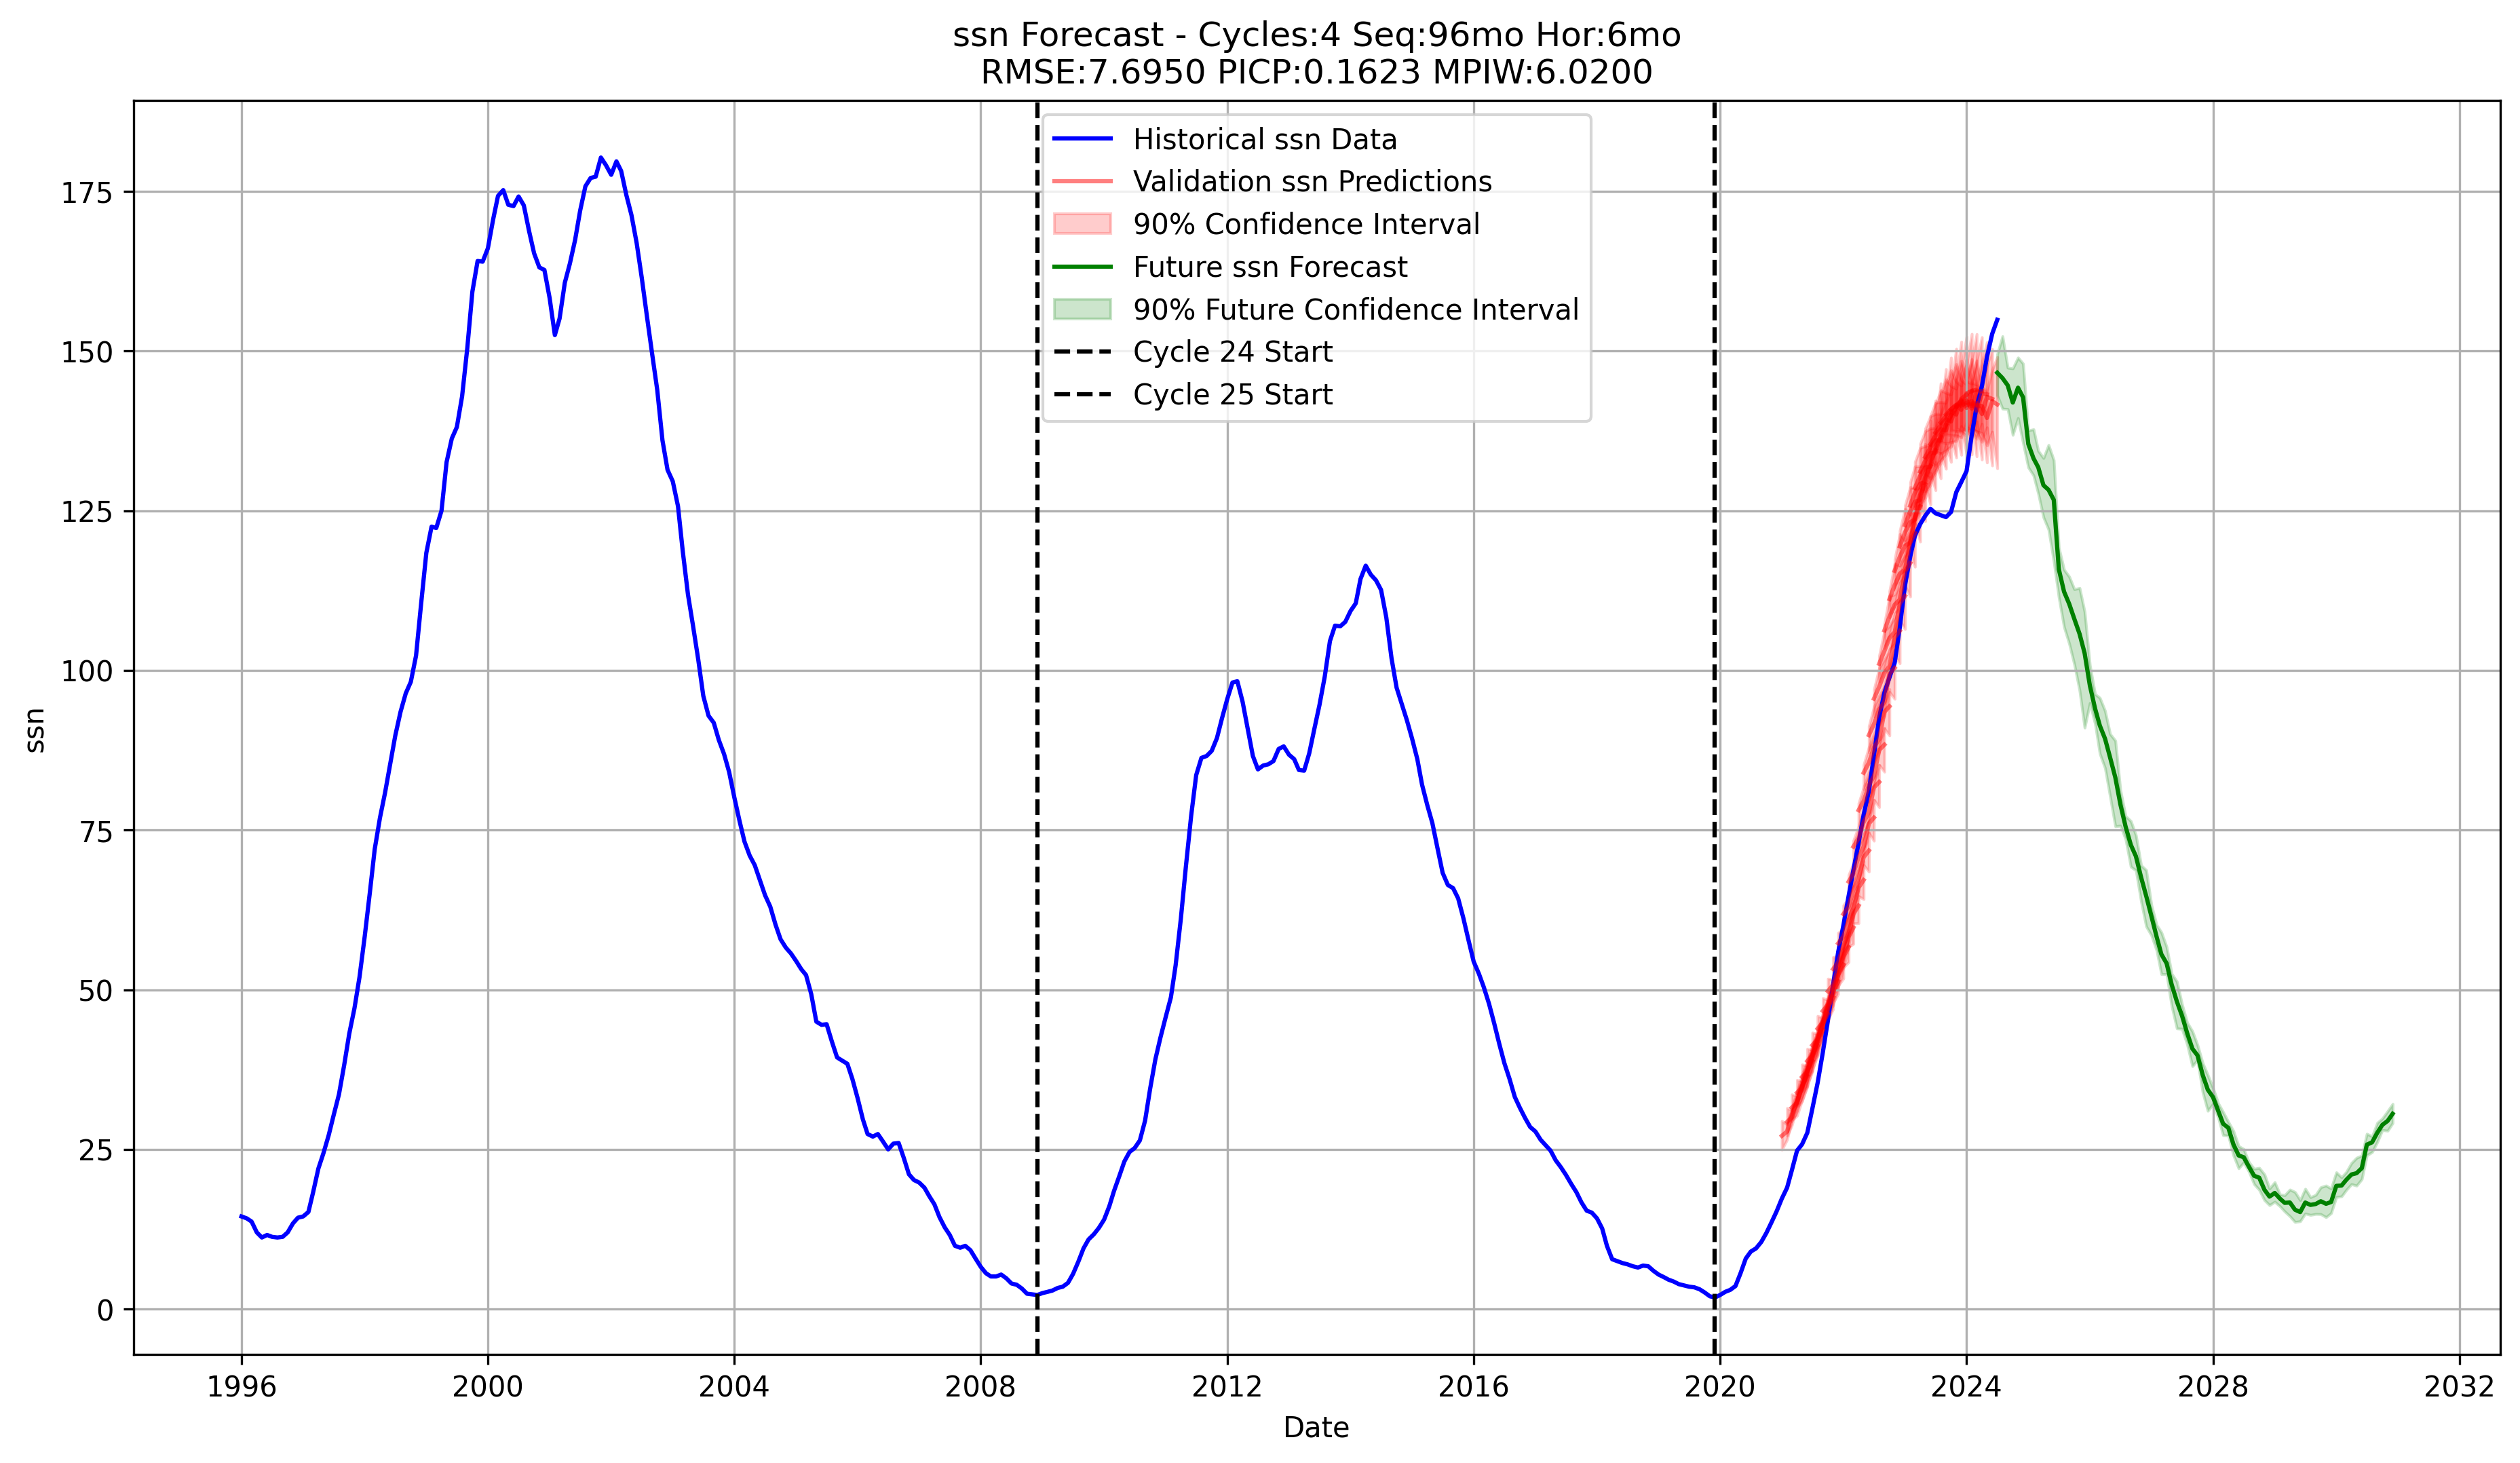 ssn Forecast - Cycles:4 Seq:96mo Hor:6mo
RMSE:7.6950 PICP:0.1623 MPIW:6.0200
Historical ssn Data
Validation ssn Predictions
90% Confidence Interval
Future ssn Forecast
90% Future Confidence Interval
Cycle 24 Start
Cycle 25 Start
175
150
125
100
75
50
25
0
ssn
1996 2000 2004 2008 2012 2016 2020 2024 2028 2032
Date